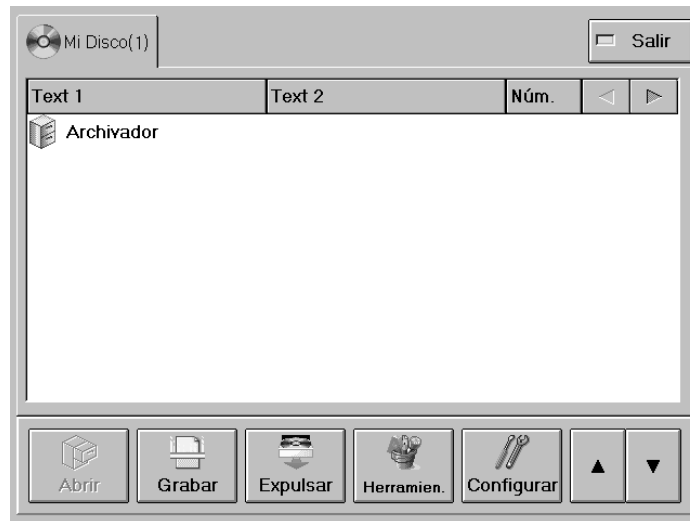 Mi Disco(1)
Salir
Text 1 Text 2 Núm.
Archivador
Abrir Grabar Expulsar Herramien. Configurar